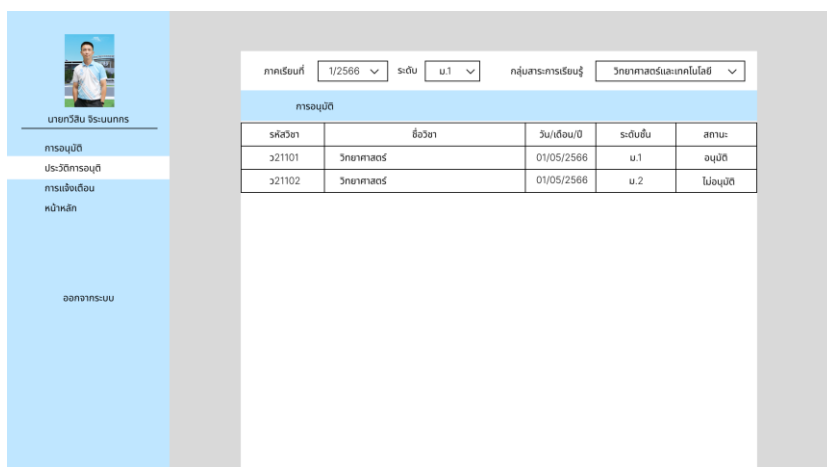 นายทวีสิน จิระนนทกร
การอนุมัติ
ประวัติการอนุติ
การแจ้งเตือน
หน้าหลัก
ออกจากระบบ
ภาคเรียนที่ 1/2566 ระดับ ม.1 กลุ่มสาระการเรียนรู้ วิทยาศาสตร์และเทคโนโลยี
การอนุมัติ
รหัสวิชา ชื่อวิชา วัน/เดือน/ปี ระดับชั้น สถานะ
ว21101 วิทยาศาสตร์ 01/05/2566 ม.1 อนุมัติ
ว21102 วิทยาศาสตร์ 01/05/2566 ม.2 ไม่อนุมัติ